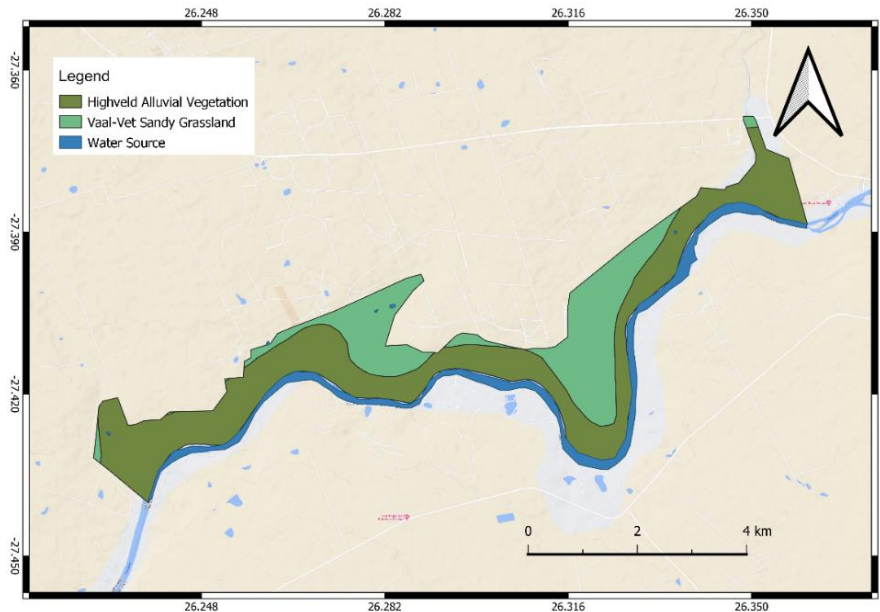 26.248 26.282 26.316 26.350
-27.360
Legend
Highveld Alluvial Vegetation
Vaal-Vet Sandy Grassland
Water Source
-27.390
-27.420
0 2 4 km
-27.450
26.248 26.282 26.316 26.350